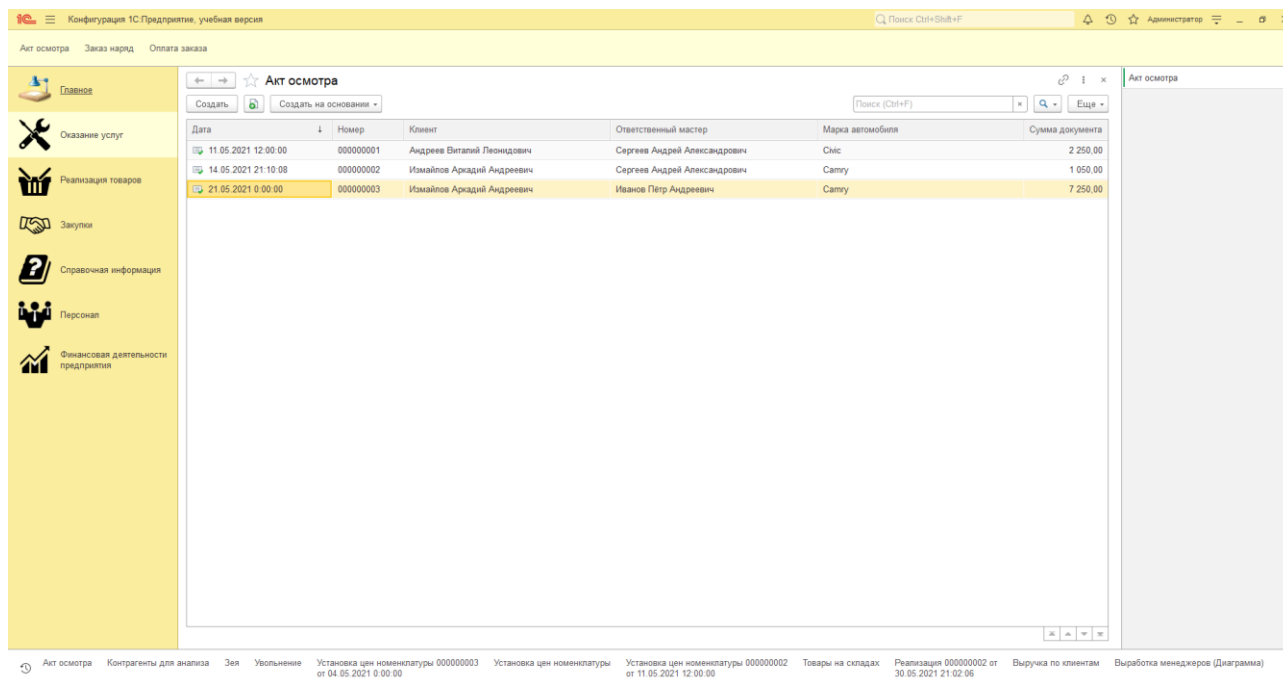 1С Конфигурация 1С:Предприятие, учебная версия Поиск Ctrl+Shift+F Администратор
Акт осмотра Заказ наряд Оплата заказа
Главное
Оказание услуг
Реализация товаров
Закупки
Справочная информация
Персонал
Финансовая деятельности
предприятия
Акт осмотра
Создать Создать на основании Поиск (Ctrl+F) × Еще
Дата ↓ Номер Клиент Ответственный мастер Марка автомобиля Сумма документа
11.05.2021 12:00:00 000000001 Андреев Виталий Леонидович Сергеев Андрей Александрович Civic 2 250,00
14.05.2021 21:10:08 000000002 Измайлов Аркадий Андреевич Сергеев Андрей Александрович Camry 1 050,00
21.05.2021 0:00:00 000000003 Измайлов Аркадий Андреевич Иванов Пётр Андреевич Camry 7 250,00
Акт осмотра
Акт осмотра Контрагенты для анализа Зея Увольнение Установка цен номенклатуры 000000003 Установка цен номенклатуры Установка цен номенклатуры 000000002 Товары на складах Реализация 000000002 от Выручка по клиентам Выработка менеджеров (Диаграмма)
от 04.05.2021 0:00:00 от 11.05.2021 12:00:00 30.05.2021 21:02:06